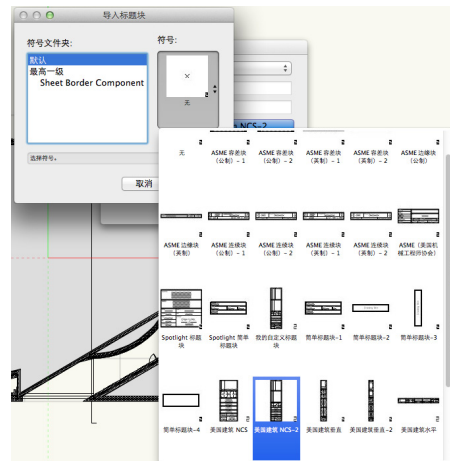 导入标题块
符号文件夹:
符号:
默认
最高一级
Sheet Border Component
无
选择符号。
取消
NCS-2
无
ASME 容差块
(公制) - 1
ASME 容差块
(公制) - 2
ASME 容差块
(英制) - 1
ASME 容差块
(英制) - 2
ASME 边缘块
(公制)
ASME 边缘块
(英制)
ASME 连续块
(公制) - 1
ASME 连续块
(公制) - 2
ASME 连续块
(英制) - 1
ASME 连续块
(英制) - 2
ASME (美国机
械工程师协会)
Spotlight 标题
块
Spotlight 简单
标题块
我的自定义标题
块
简单标题块-1
简单标题块-2
简单标题块-3
简单标题块-4
美国建筑 NCS
美国建筑 NCS-2
美国建筑垂直
美国建筑垂直-2
美国建筑水平